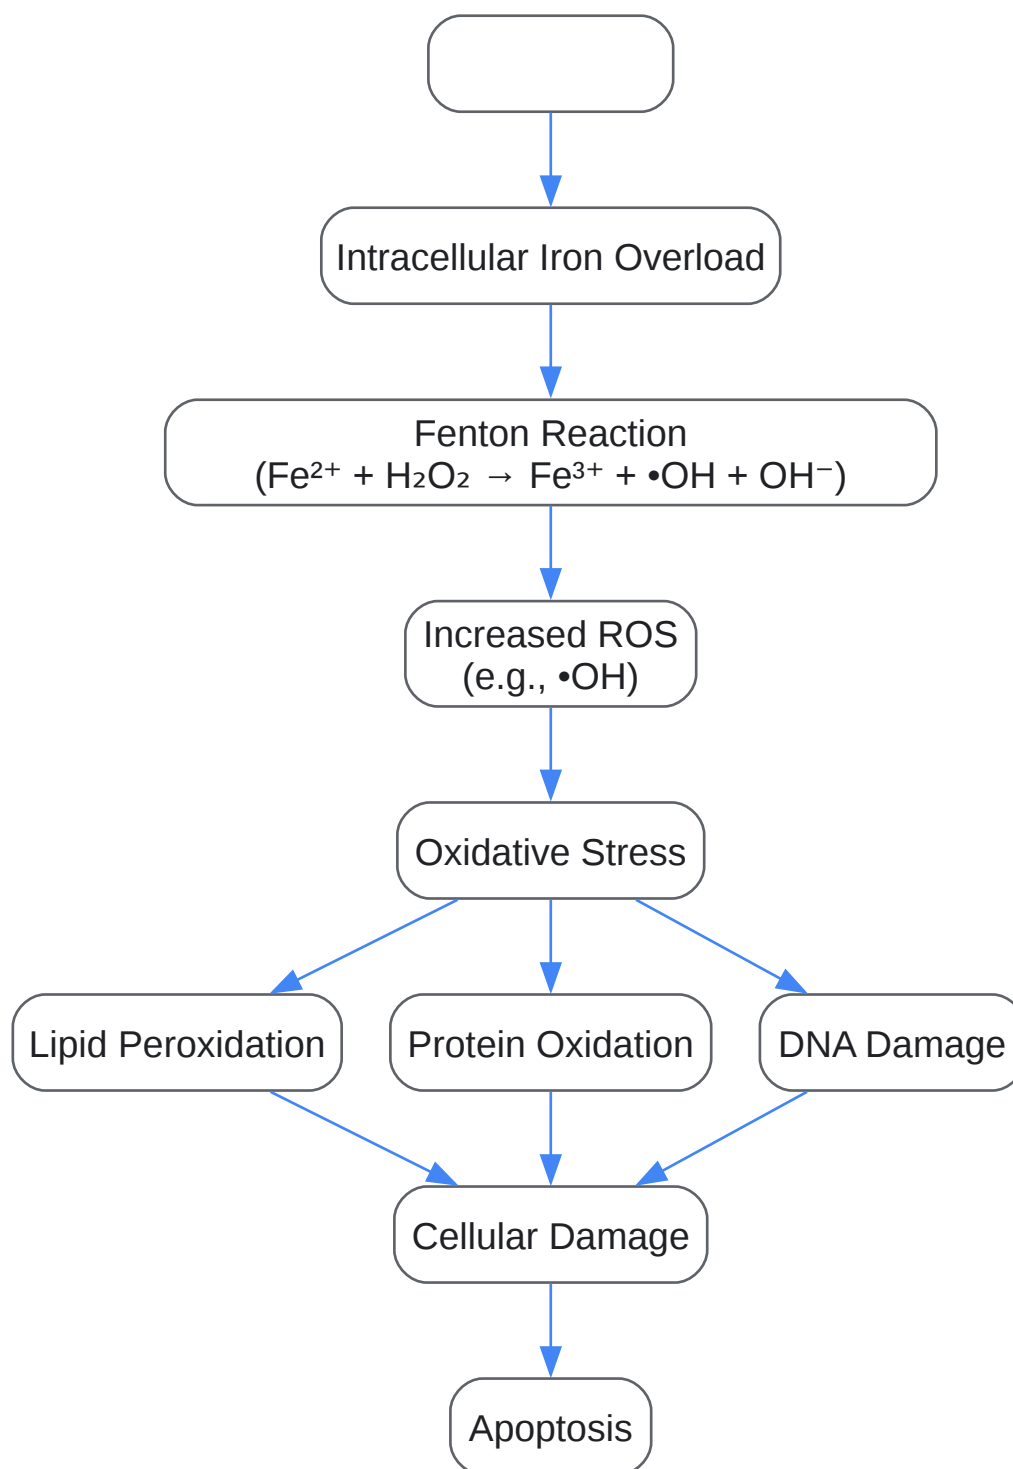 Intracellular Iron Overload
Fenton Reaction
(Fe²⁺ + H₂O₂ → Fe³⁺ + •OH + OH⁻)
Increased ROS
(e.g., •OH)
Oxidative Stress
Lipid Peroxidation
Protein Oxidation
DNA Damage
Cellular Damage
Apoptosis